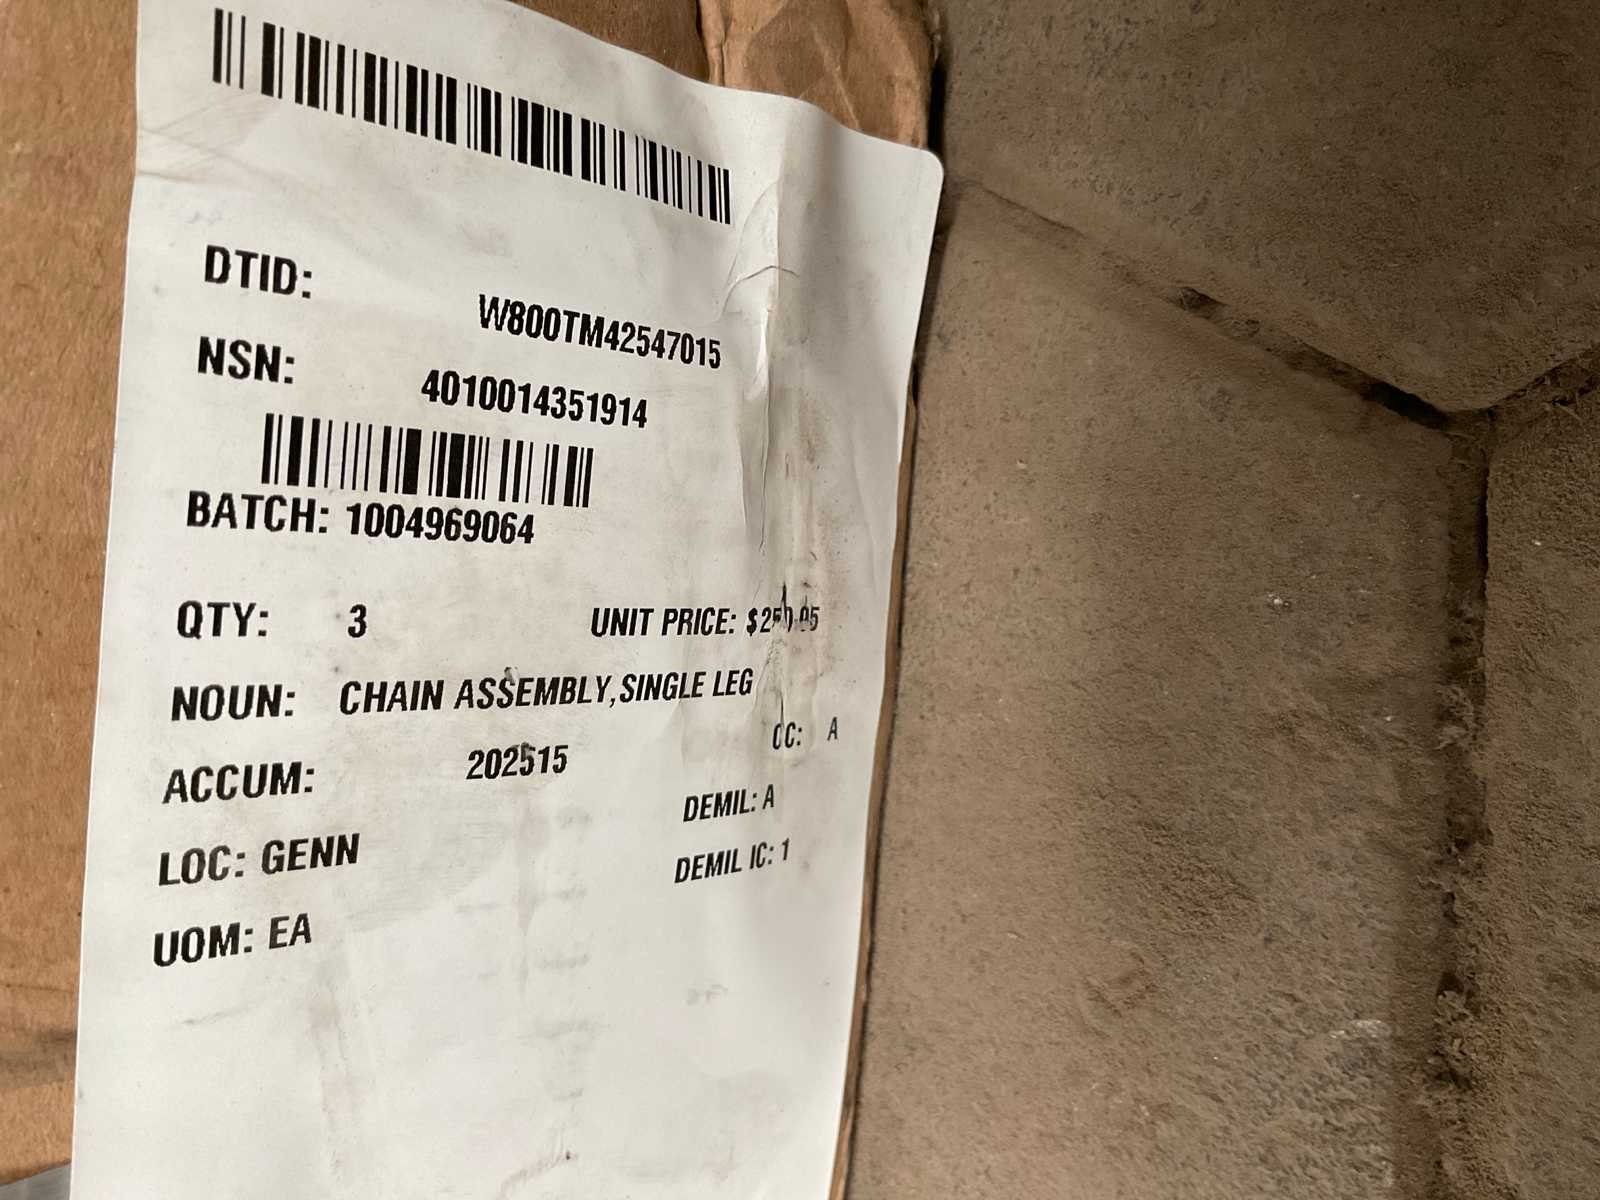 DTID: W800TM42547015
NSN: 4010014351914
BATCH: 1004969064
QTY: 3 UNIT PRICE:
NOUN: CHAIN ASSEMBLY,SINGLE LEG
CC: A
ACCUM: 202515
DEMIL: A
LOC: GENN
DEMIL IC: 1
UOM: EA